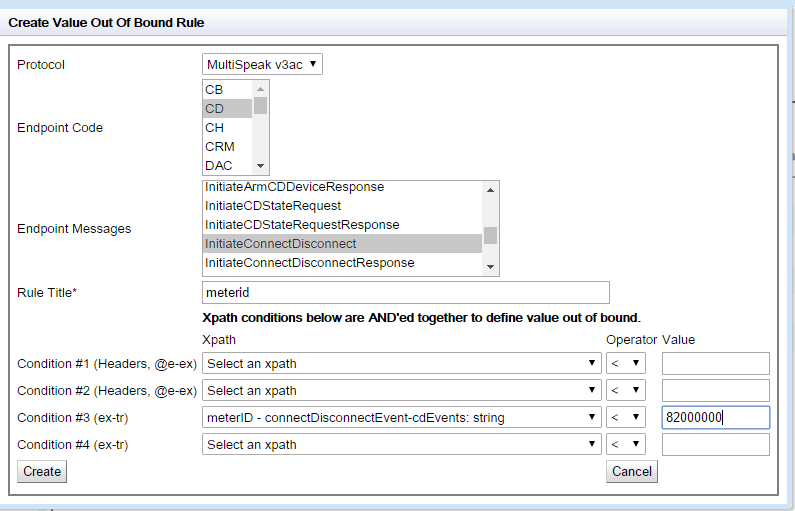 Create Value Out Of Bound Rule
Protocol MultiSpeak v3ac
CB
CD
Endpoint Code CH
CRM
DAC
InitiateArmCDDeviceResponse
InitiateCDStateRequest
Endpoint Messages InitiateCDStateRequestResponse
InitiateConnectDisconnect
InitiateConnectDisconnectResponse
Rule Title* meterid
Xpath conditions below are AND'ed together to define value out of bound.
Xpath Operator Value
Condition #1 (Headers, @e-ex) Select an xpath <
Condition #2 (Headers, @e-ex) Select an xpath <
Condition #3 (ex-tr) meterID - connectDisconnectEvent-cdEvents: string < 82000000
Condition #4 (ex-tr) Select an xpath <
Create Cancel